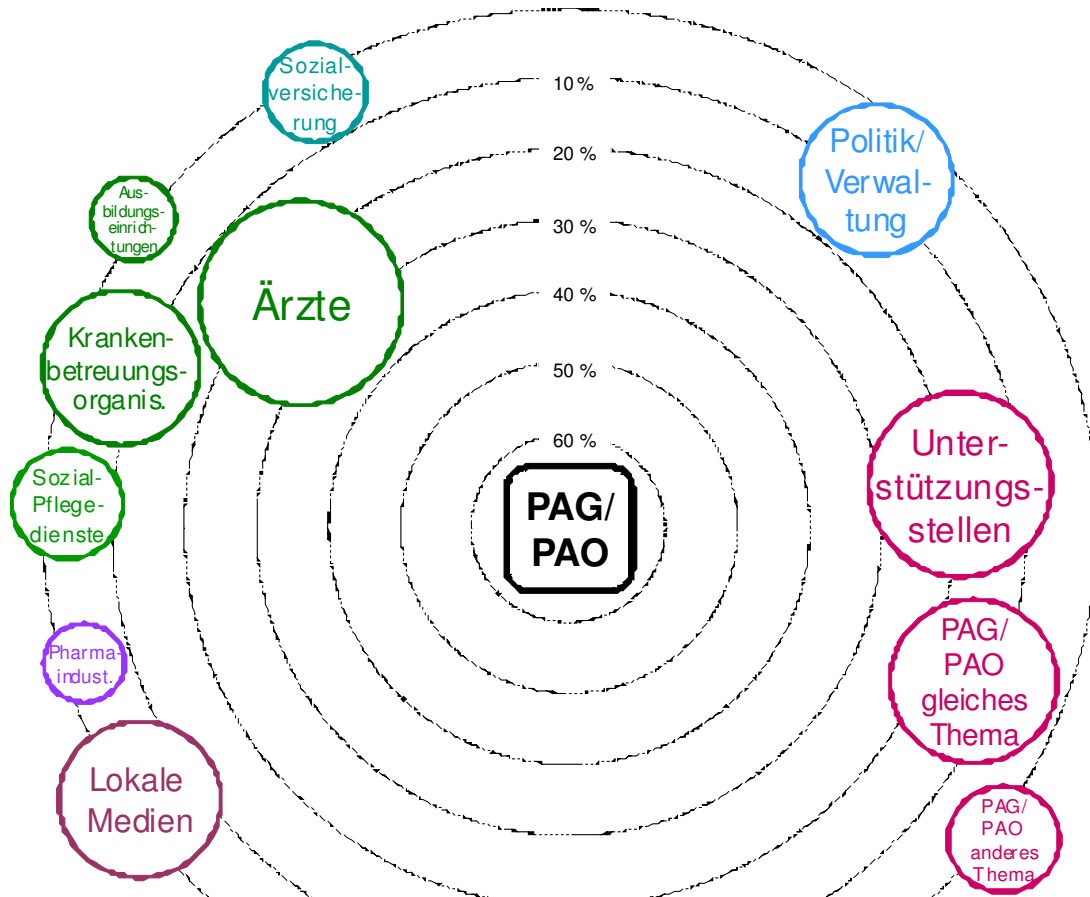 Sozial-
versiche-
rung
10 %
20 %
30 %
40 %
50 %
60 %
Politik/
Verwal-
tung
Aus-
bildungs-
einrich-
tungen
Ärzte
Kranken-
betreuungs-
organis.
Sozial-
Pflege-
dienste
Pharma-
indust.
Lokale
Medien
PAG/
PAO
Unter-
stützungs-
stellen
PAG/
PAO
gleiches
Thema
PAG/
PAO
anderes
Thema